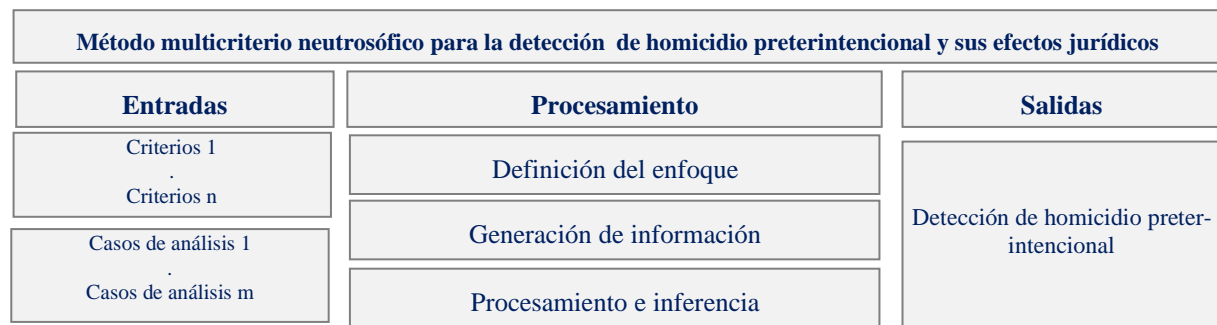 Método multicriterio neutrosófico para la detección de homicidio preterintencional y sus efectos jurídicos
Entradas
Criterios 1
.
Criterios n
Casos de análisis 1
.
Casos de análisis m
Procesamiento
Definición del enfoque
Generación de información
Procesamiento e inferencia
Salidas
Detección de homicidio preter-
intencional